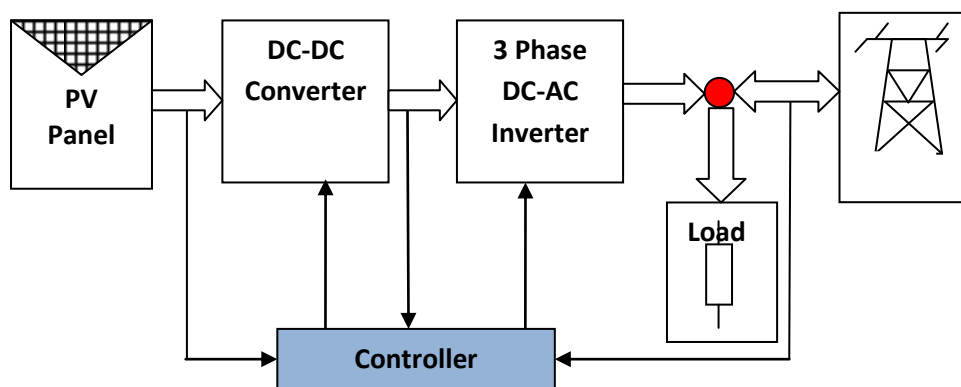 PV
Panel
DC-DC
Converter
3 Phase
DC-AC
Inverter
Load
Controller